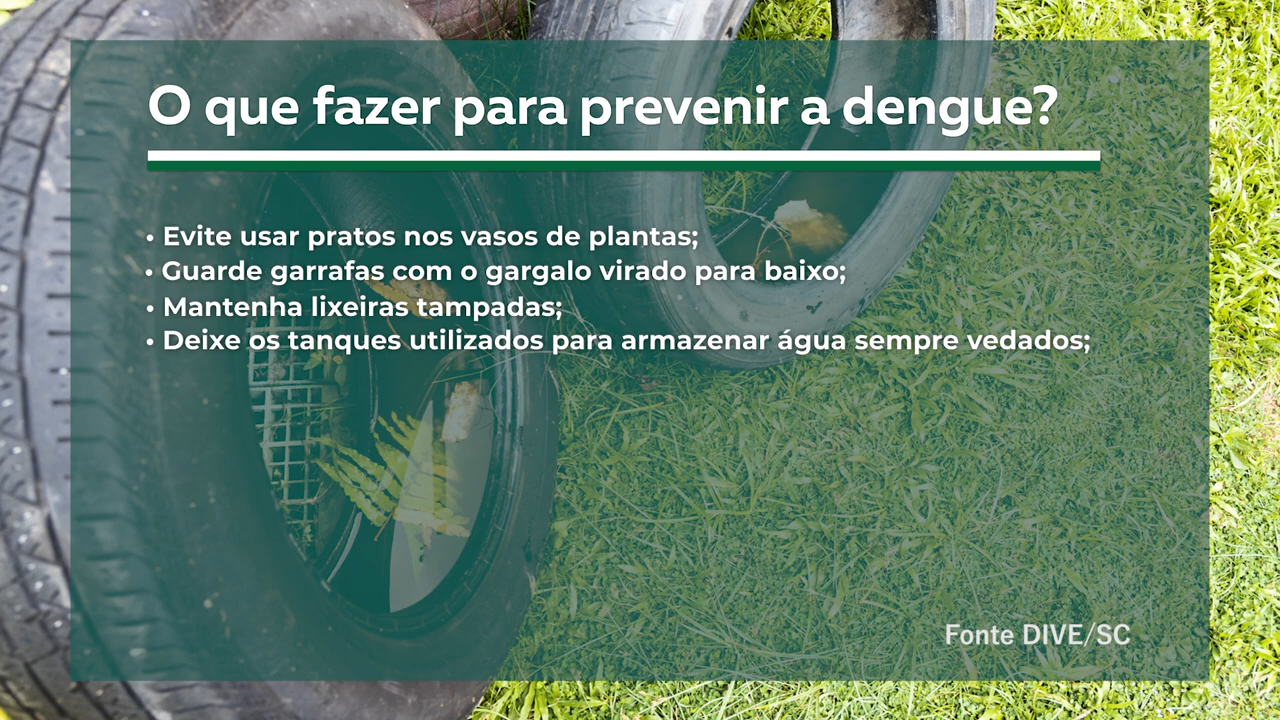 O que fazer para prevenir a dengue?
• Evite usar pratos nos vasos de plantas;
• Guarde garrafas com o gargalo virado para baixo;
• Mantenha lixeiras tampadas;
• Deixe os tanques utilizados para armazenar água sempre vedados;
Fonte DIVE/SC